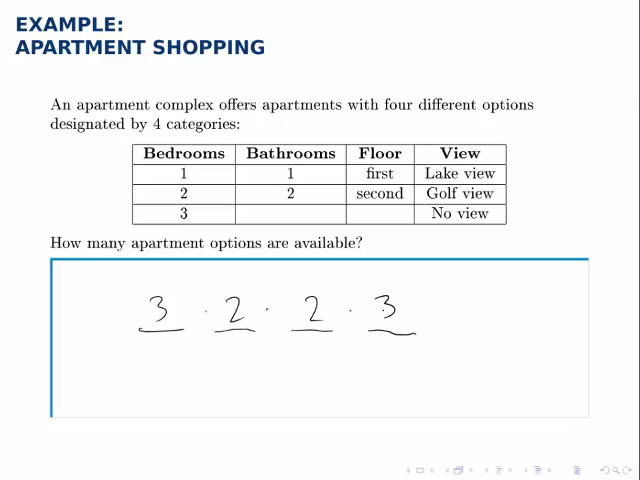 EXAMPLE:
APARTMENT SHOPPING
An apartment complex offers apartments with four different options
designated by 4 categories:
Bedrooms Bathrooms Floor View
1 1 first Lake view
2 2 second Golf view
3 No view
How many apartment options are available?
3 · 2 · 2 · 3